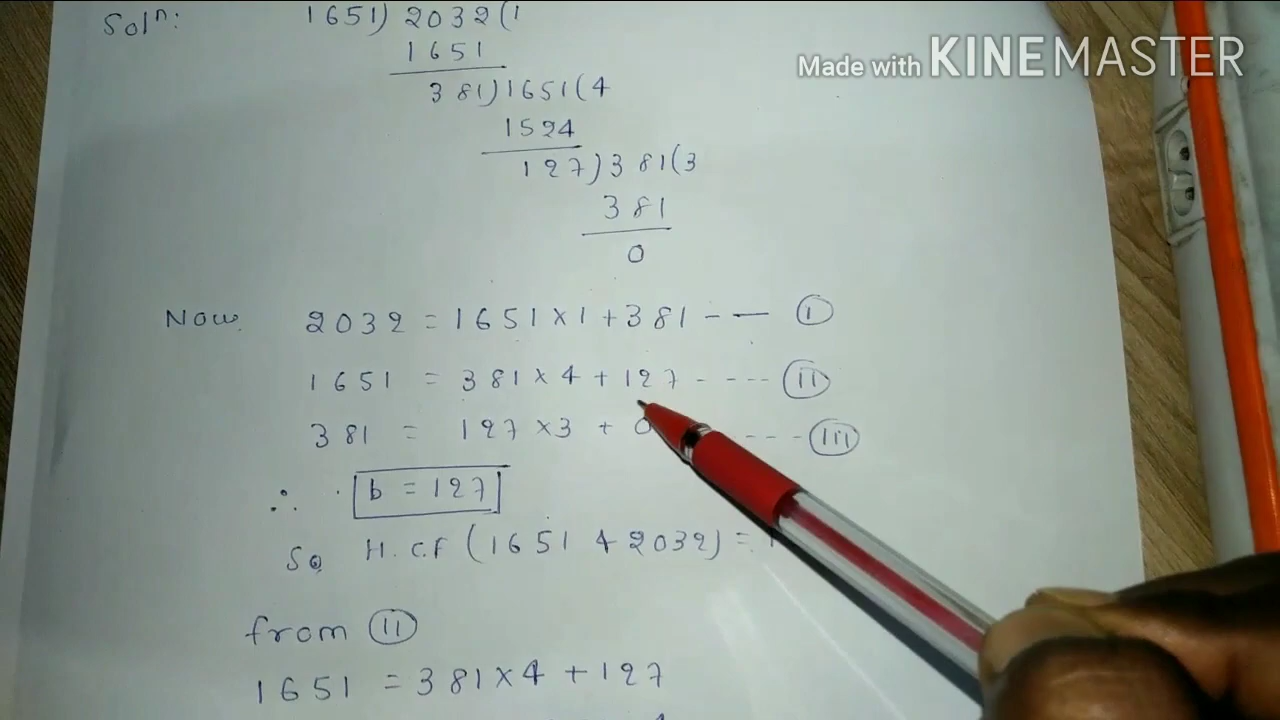 Made with KINEMASTER
Solⁿ: 1651) 2032 (1
1651
381) 1651 (4
1524
127) 381 (3
381
0
Now 2032 = 1651 × 1 + 381 - — (I)
1651 = 381 × 4 + 127 - - - - (II)
381 = 127 × 3 + 0 - - - (III)
∴ b = 127
So, H.C.F (1651 & 2032) =
from (II)
1651 = 381 × 4 + 127